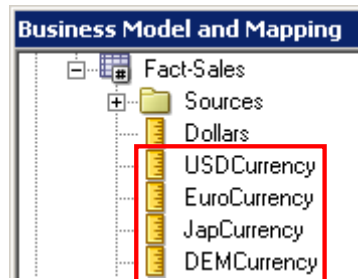 Business Model and Mapping
Fact-Sales
Sources
Dollars
USDCurrency
EuroCurrency
JapCurrency
DEMCurrency